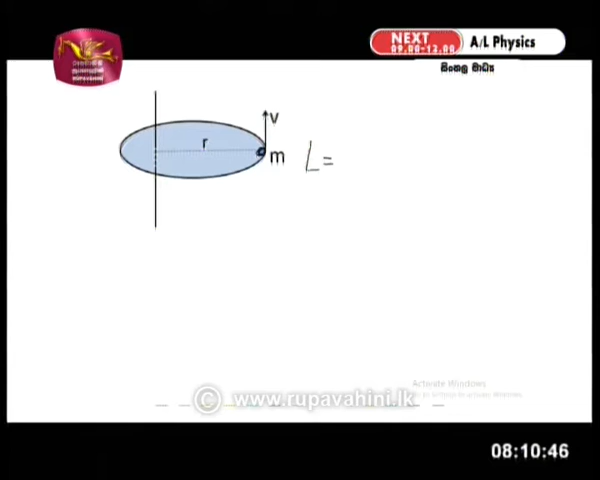 NEXT
09.00-12.00
A/L Physics
සිංහල මාධ්‍ය
v
r
m
L =
Activate Windows
© www.rupavahini.lk
08:10:46